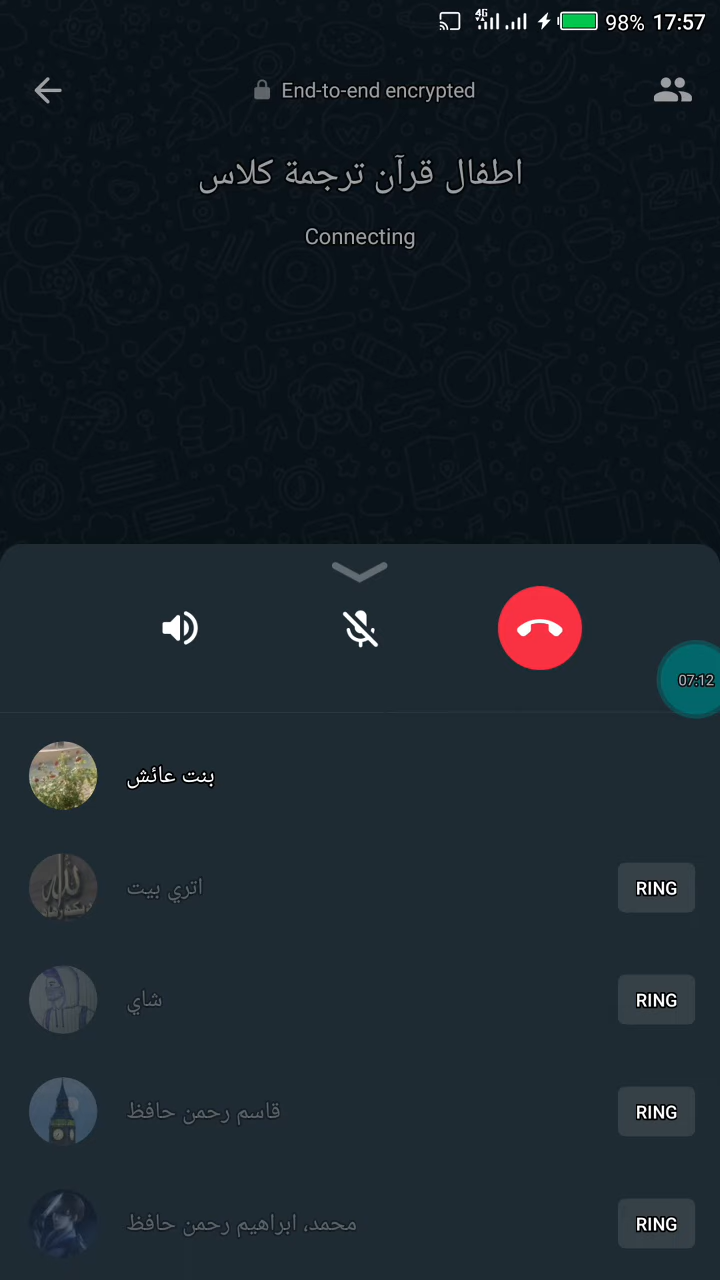 4G 98% 17:57
End-to-end encrypted
اطفال قرآن ترجمة كلاس
Connecting
07:12
بنت عائش
اتري بيت
RING
شاي
RING
قاسم رحمن حافظ
RING
محمد، ابراهيم رحمن حافظ
RING